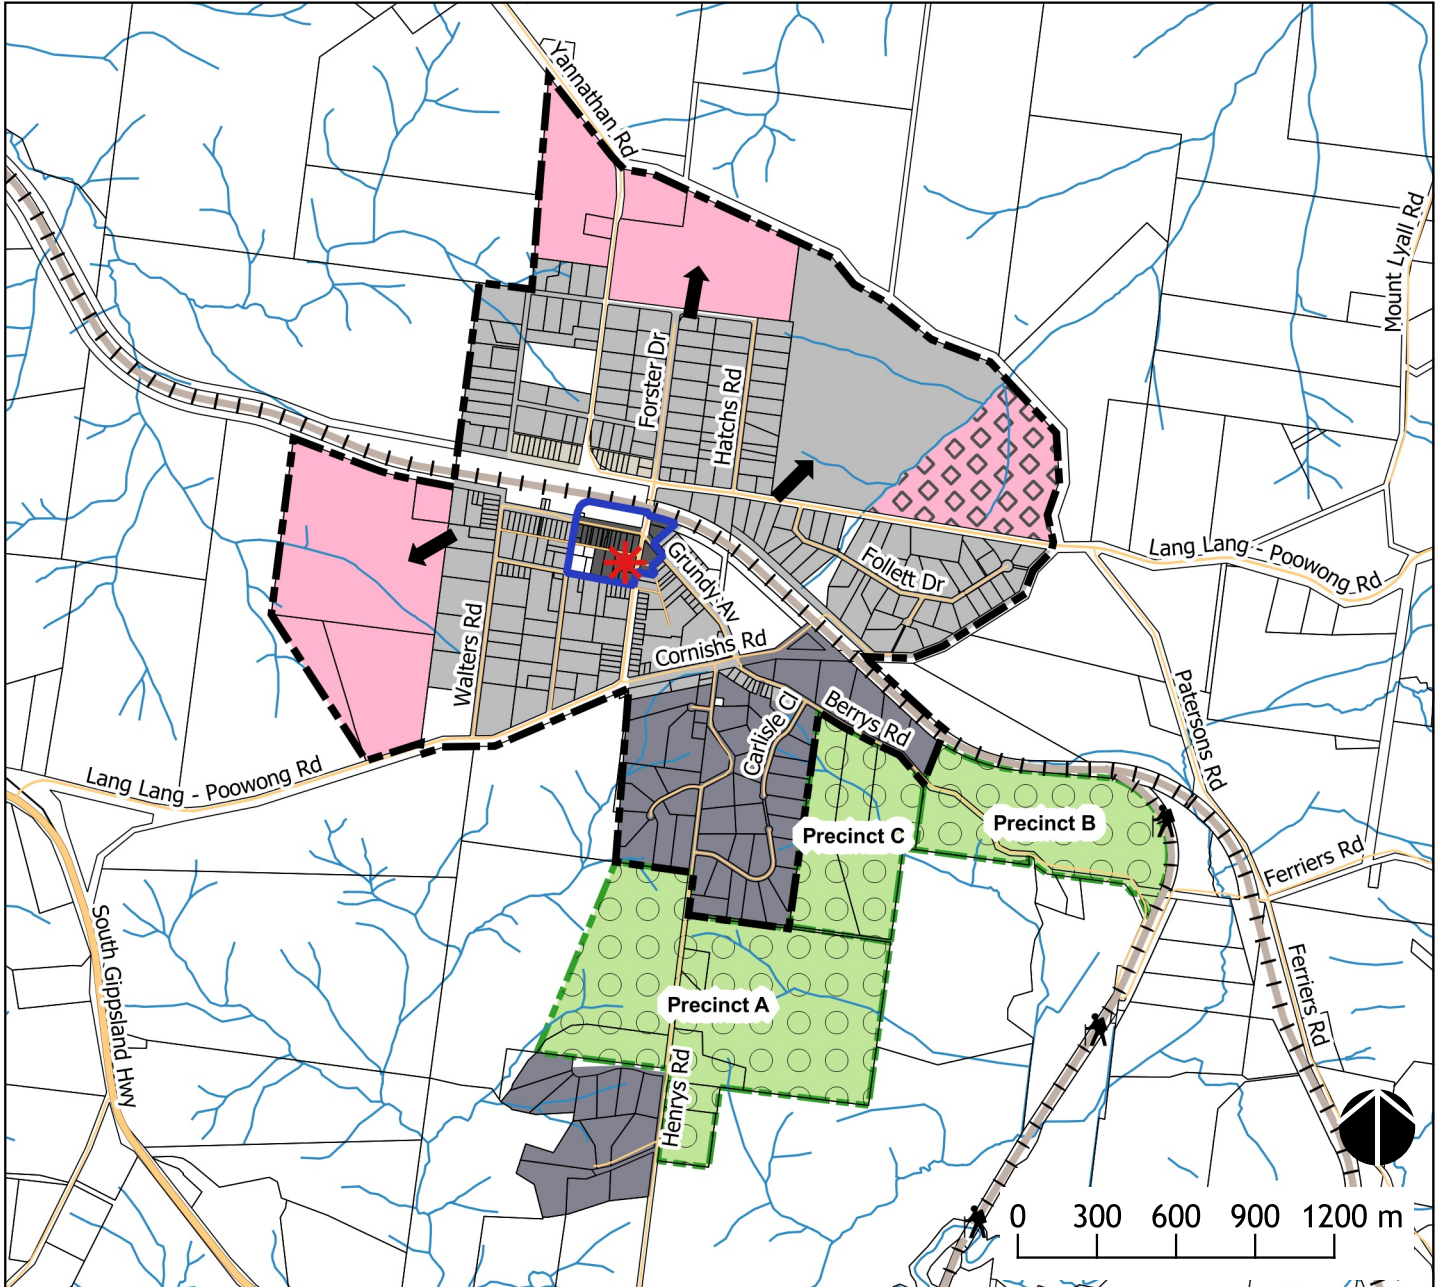 Yannathan Rd
Mount Lyall Rd
Forster Dr
Hatchs Rd
Lang Lang - Poowong Rd
Follett Dr
Grundy Av
Walters Rd
Cornishs Rd
Patersons Rd
Carlisle Cl
Berrys Rd
Lang Lang - Poowong Rd
Precinct C
Precinct B
Ferriers Rd
South Gippsland Hwy
Precinct A
Ferriers Rd
Henrys Rd
0 300 600 900 1200 m